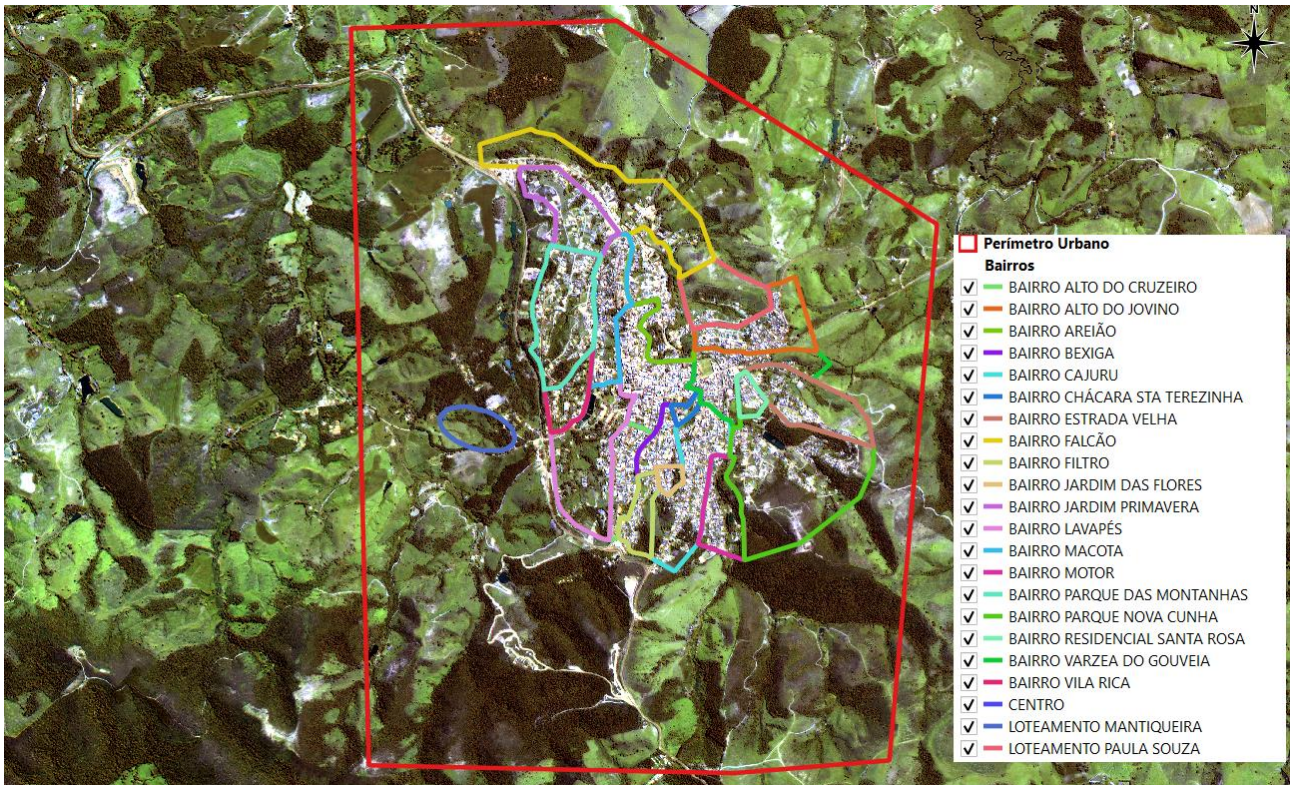 N
Perímetro Urbano
Bairros
BAIRRO ALTO DO CRUZEIRO
BAIRRO ALTO DO JOVINO
BAIRRO AREIÃO
BAIRRO BEXIGA
BAIRRO CAJURU
BAIRRO CHÁCARA STA TEREZINHA
BAIRRO ESTRADA VELHA
BAIRRO FALCÃO
BAIRRO FILTRO
BAIRRO JARDIM DAS FLORES
BAIRRO JARDIM PRIMAVERA
BAIRRO LAVAPÉS
BAIRRO MACOTA
BAIRRO MOTOR
BAIRRO PARQUE DAS MONTANHAS
BAIRRO PARQUE NOVA CUNHA
BAIRRO RESIDENCIAL SANTA ROSA
BAIRRO VARZEA DO GOUVEIA
BAIRRO VILA RICA
CENTRO
LOTEAMENTO MANTIQUEIRA
LOTEAMENTO PAULA SOUZA